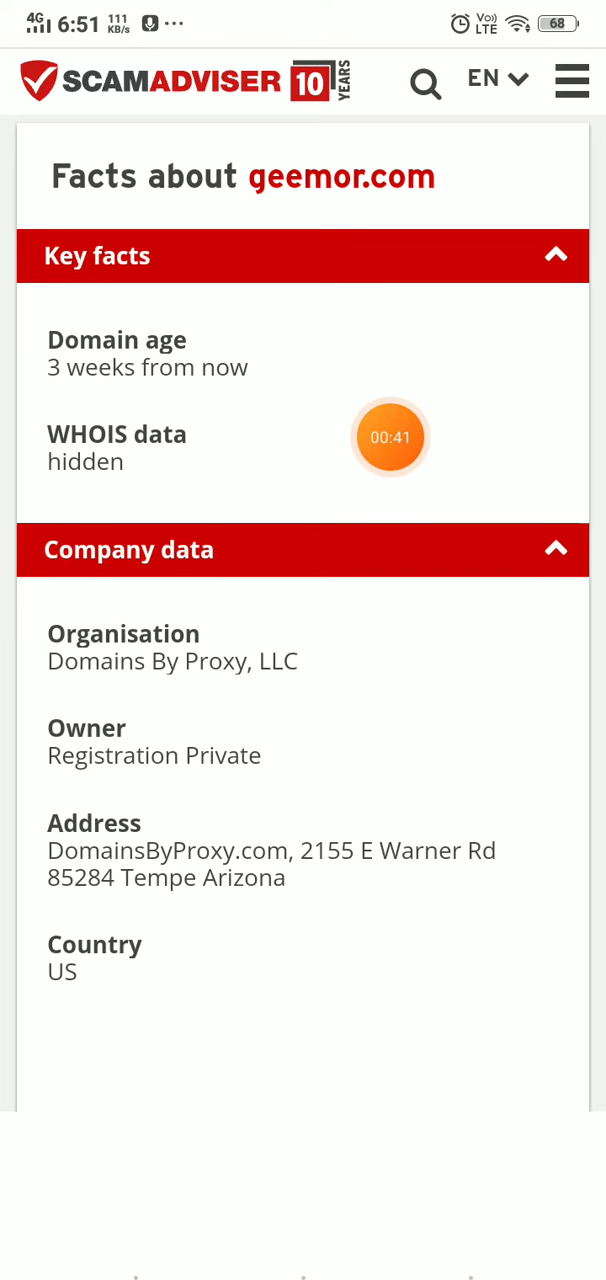 4G 6:51 111 KB/s ... Vo) LTE 68
SCAMADVISER 10 YEARS EN
Facts about geemor.com
Key facts
Domain age
3 weeks from now
WHOIS data
hidden
00:41
Company data
Organisation
Domains By Proxy, LLC
Owner
Registration Private
Address
DomainsByProxy.com, 2155 E Warner Rd
85284 Tempe Arizona
Country
US